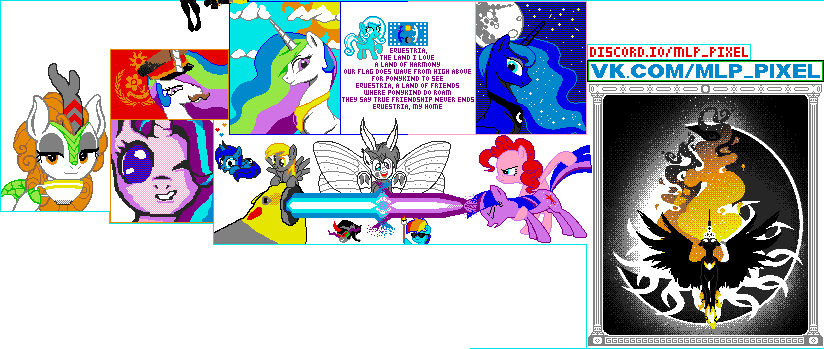 EQUESTRIA,
THE LAND I LOVE
A LAND OF HARMONY
OUR FLAG DOES WAVE FROM HIGH ABOVE
FOR PONYKIND TO SEE
EQUESTRIA, A LAND OF FRIENDS
WHERE PONYKIND DO ROAM
THEY SAY TRUE FRIENDSHIP NEVER ENDS
EQUESTRIA, MY HOME
DISCORD.IO/MLP_PIXEL
VK.COM/MLP_PIXEL